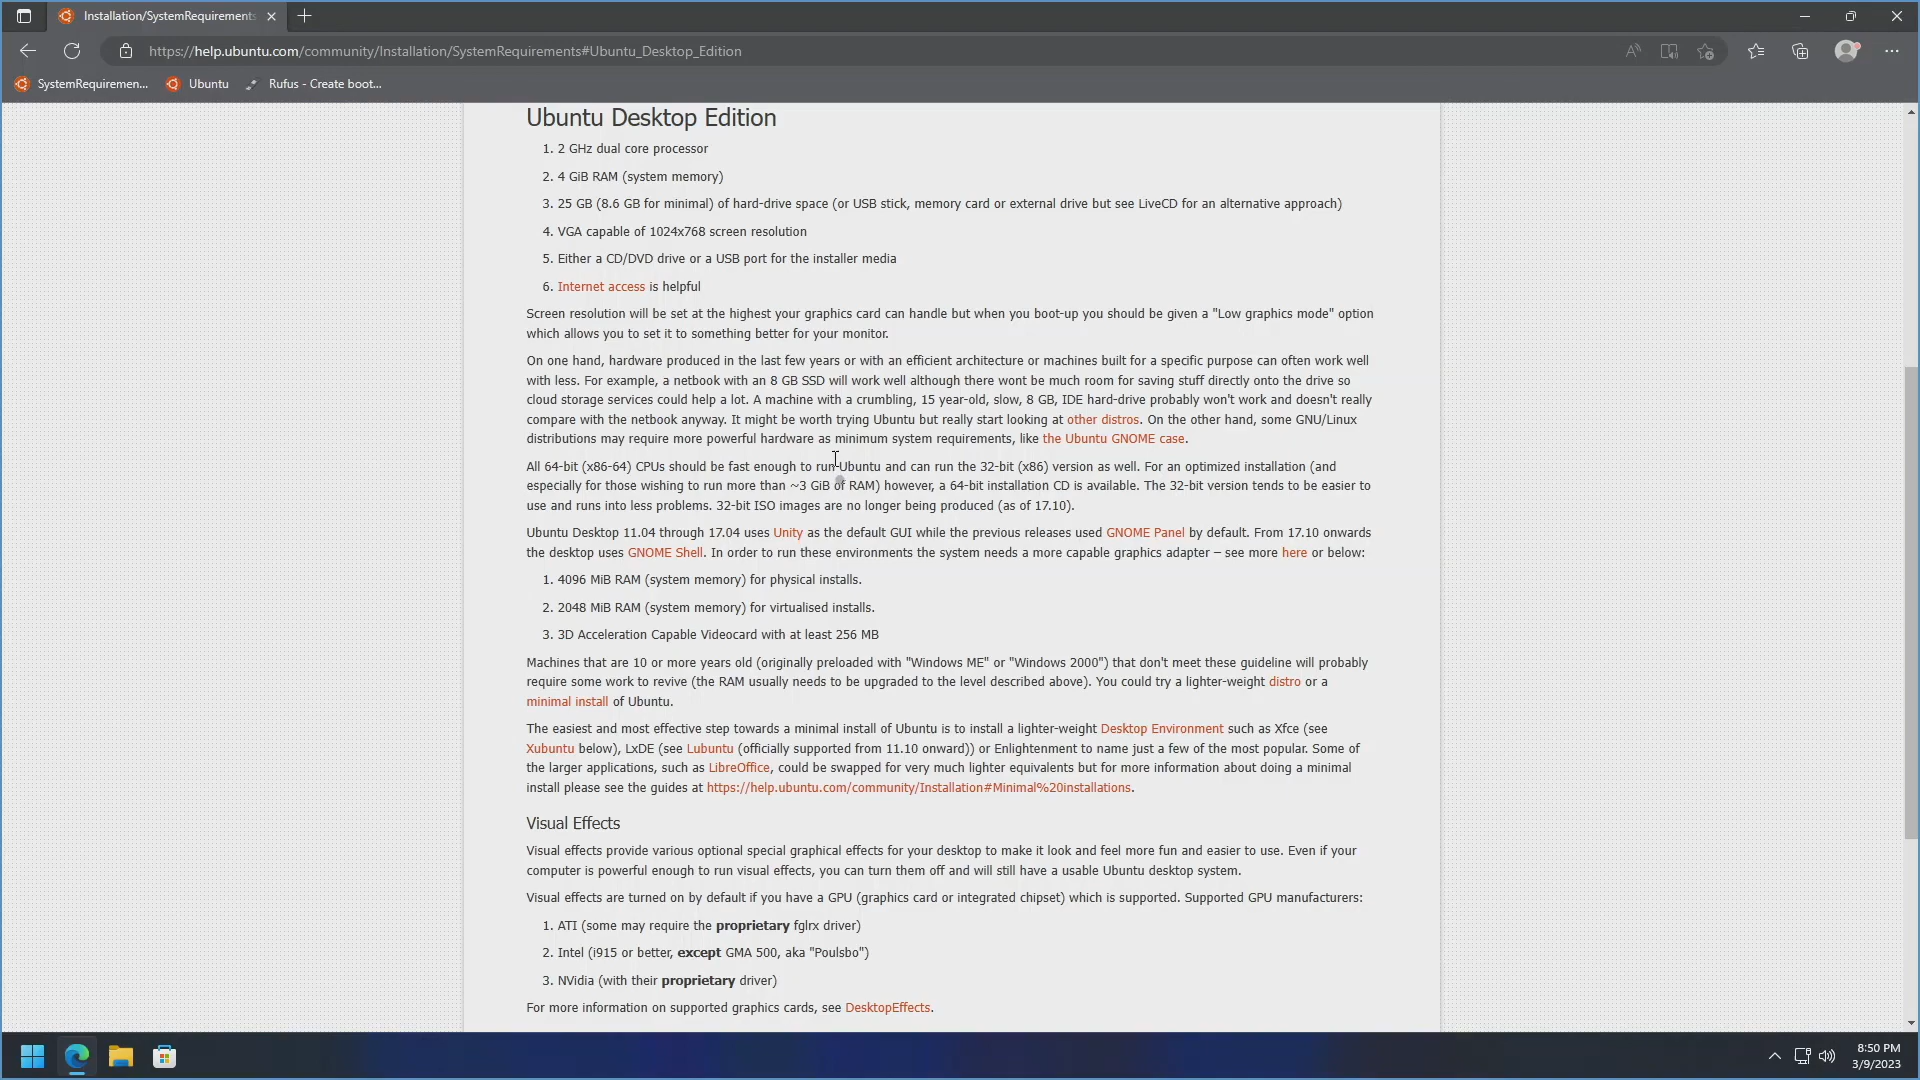 Installation/SystemRequirements
https://help.ubuntu.com/community/Installation/SystemRequirements#Ubuntu_Desktop_Edition
SystemRequiremen... Ubuntu Rufus - Create boot...
Ubuntu Desktop Edition
1. 2 GHz dual core processor
2. 4 GiB RAM (system memory)
3. 25 GB (8.6 GB for minimal) of hard-drive space (or USB stick, memory card or external drive but see LiveCD for an alternative approach)
4. VGA capable of 1024x768 screen resolution
5. Either a CD/DVD drive or a USB port for the installer media
6. Internet access is helpful
Screen resolution will be set at the highest your graphics card can handle but when you boot-up you should be given a "Low graphics mode" option
which allows you to set it to something better for your monitor.
On one hand, hardware produced in the last few years or with an efficient architecture or machines built for a specific purpose can often work well
with less. For example, a netbook with an 8 GB SSD will work well although there wont be much room for saving stuff directly onto the drive so
cloud storage services could help a lot. A machine with a crumbling, 15 year-old, slow, 8 GB, IDE hard-drive probably won't work and doesn't really
compare with the netbook anyway. It might be worth trying Ubuntu but really start looking at other distros. On the other hand, some GNU/Linux
distributions may require more powerful hardware as minimum system requirements, like the Ubuntu GNOME case.
All 64-bit (x86-64) CPUs should be fast enough to run Ubuntu and can run the 32-bit (x86) version as well. For an optimized installation (and
especially for those wishing to run more than ~3 GiB of RAM) however, a 64-bit installation CD is available. The 32-bit version tends to be easier to
use and runs into less problems. 32-bit ISO images are no longer being produced (as of 17.10).
Ubuntu Desktop 11.04 through 17.04 uses Unity as the default GUI while the previous releases used GNOME Panel by default. From 17.10 onwards
the desktop uses GNOME Shell. In order to run these environments the system needs a more capable graphics adapter – see more here or below:
1. 4096 MiB RAM (system memory) for physical installs.
2. 2048 MiB RAM (system memory) for virtualised installs.
3. 3D Acceleration Capable Videocard with at least 256 MB
Machines that are 10 or more years old (originally preloaded with "Windows ME" or "Windows 2000") that don't meet these guideline will probably
require some work to revive (the RAM usually needs to be upgraded to the level described above). You could try a lighter-weight distro or a
minimal install of Ubuntu.
The easiest and most effective step towards a minimal install of Ubuntu is to install a lighter-weight Desktop Environment such as Xfce (see
Xubuntu below), LxDE (see Lubuntu (officially supported from 11.10 onward)) or Enlightenment to name just a few of the most popular. Some of
the larger applications, such as LibreOffice, could be swapped for very much lighter equivalents but for more information about doing a minimal
install please see the guides at https://help.ubuntu.com/community/Installation#Minimal%20installations.
Visual Effects
Visual effects provide various optional special graphical effects for your desktop to make it look and feel more fun and easier to use. Even if your
computer is powerful enough to run visual effects, you can turn them off and will still have a usable Ubuntu desktop system.
Visual effects are turned on by default if you have a GPU (graphics card or integrated chipset) which is supported. Supported GPU manufacturers:
1. ATI (some may require the proprietary fglrx driver)
2. Intel (i915 or better, except GMA 500, aka "Poulsbo")
3. NVidia (with their proprietary driver)
For more information on supported graphics cards, see DesktopEffects.
8:50 PM
3/9/2023